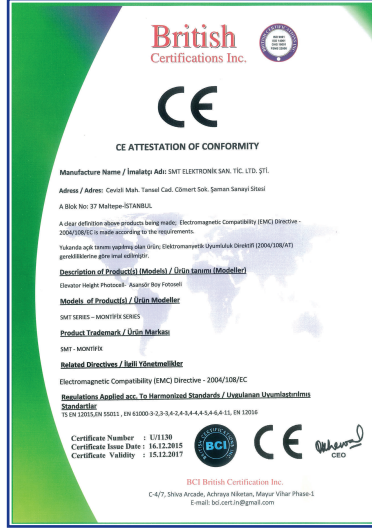 British
Certifications Inc.
CE
CE ATTESTATION OF CONFORMITY
Manufacture Name / İmalatçı Adı: SMT ELEKTRONİK SAN. TİC. LTD. ŞTİ.
Adress / Adres: Cevizli Mah. Tansel Cad. Cömert Sok. Şaman Sanayi Sitesi
A Blok No: 37 Maltepe-İSTANBUL
A clear definition above products being made; Electromagnetic Compatibility (EMC) Directive -
2004/108/EC is made according to the requirements.
Yukarıda açık tanımı yapılmış olan ürün; Elektromanyetik Uyumluluk Direktifi (2004/108/AT)
gerekliliklerine göre imal edilmiştir.
Description of Product(s) (Models) / Ürün tanımı (Modeller)
Elevator Height Photocell- Asansör Boy Fotoseli
Models of Product(s) / Ürün Modeller
SMT SERIES – MONTİFİX SERIES
Product Trademark / Ürün Markası
SMT - MONTİFİX
Related Directives / İlgili Yönetmelikler
Electromagnetic Compatibility (EMC) Directive - 2004/108/EC
Regulations Applied acc. To Harmonized Standards / Uygulanan Uyumlaştırılmış
Standartlar
TS EN 12015,EN 55011 , EN 61000-3-2,3-3,4-2,4-3,4-4,4-5,4-6,4-11, EN 12016
Certificate Number : U/1130
Certificate Issue Date : 16.12.2015
Certificate Validity : 15.12.2017
BCI
CE
CEO
BCI British Certification Inc.
C-4/7, Shiva Arcade, Achraya Niketan, Mayur Vihar Phase-1
E-mail: bci.cert.in@gmail.com